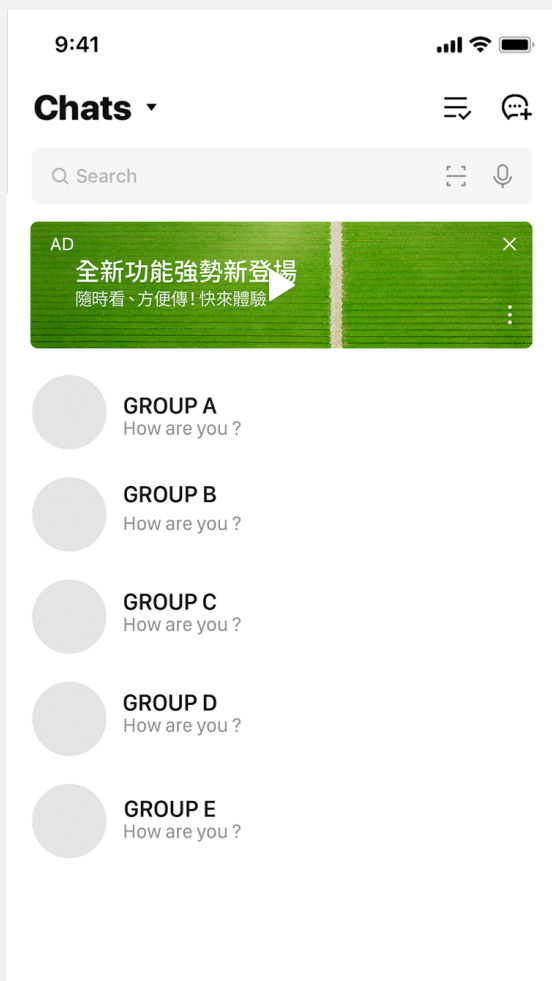 9:41
Chats
Search
AD
全新功能強勢新登場
隨時看、方便傳！快來體驗
GROUP A
How are you ?
GROUP B
How are you ?
GROUP C
How are you ?
GROUP D
How are you ?
GROUP E
How are you ?